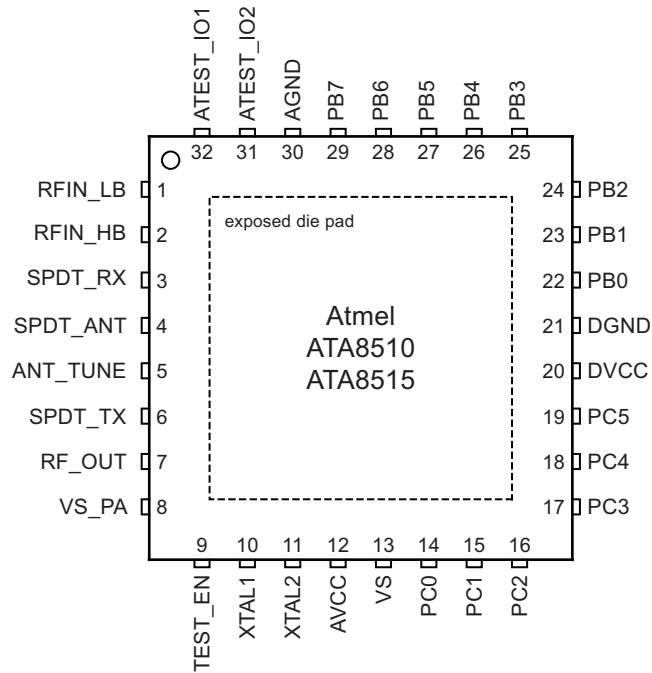 ATEST_IO1
ATEST_IO2
AGND
PB7
PB6
PB5
PB4
PB3
32 31 30 29 28 27 26 25
RFIN_LB 1
RFIN_HB 2
SPDT_RX 3
SPDT_ANT 4
ANT_TUNE 5
SPDT_TX 6
RF_OUT 7
VS_PA 8
exposed die pad
Atmel
ATA8510
ATA8515
24 PB2
23 PB1
22 PB0
21 DGND
20 DVCC
19 PC5
18 PC4
17 PC3
9 10 11 12 13 14 15 16
TEST_EN
XTAL1
XTAL2
AVCC
VS
PC0
PC1
PC2